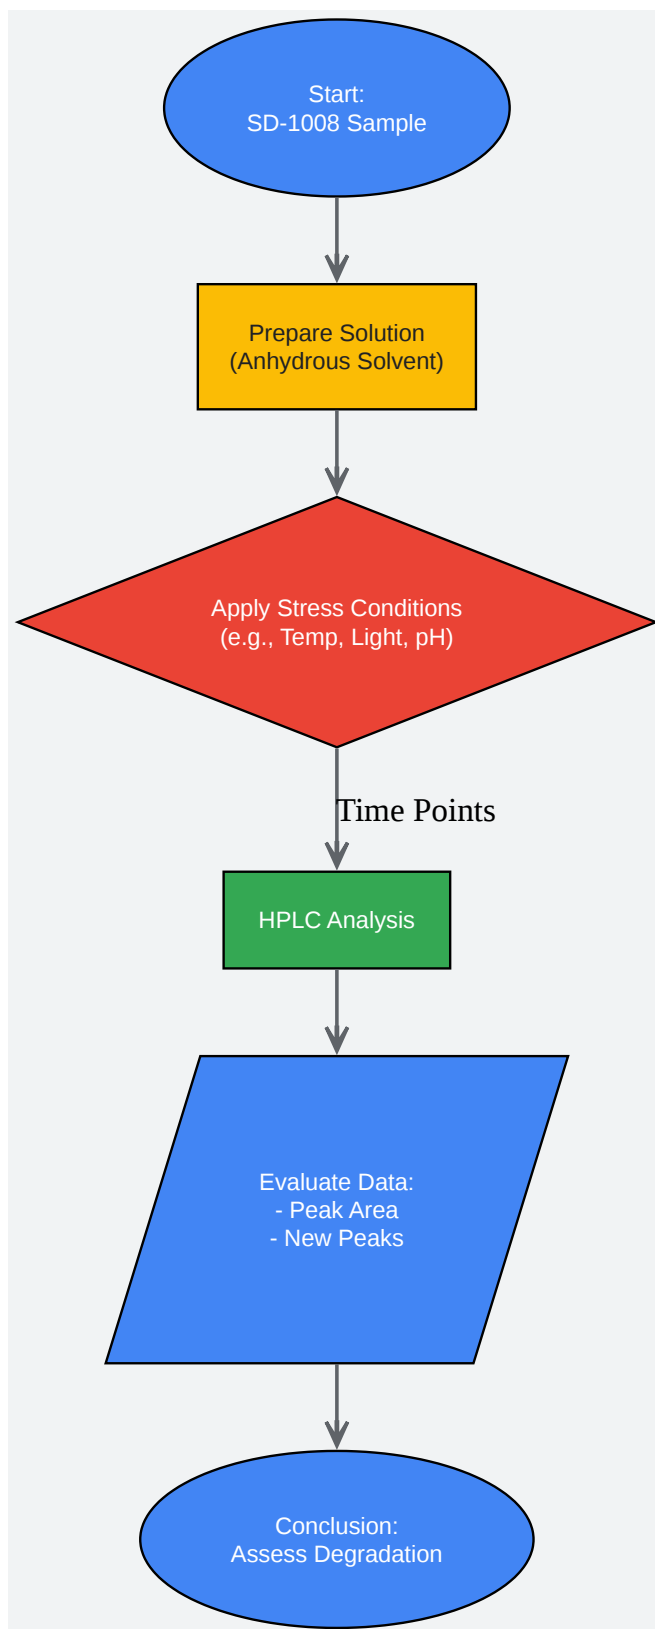 Start:
SD-1008 Sample
Prepare Solution
(Anhydrous Solvent)
Apply Stress Conditions
(e.g., Temp, Light, pH)
Time Points
HPLC Analysis
Evaluate Data:
- Peak Area
- New Peaks
Conclusion:
Assess Degradation